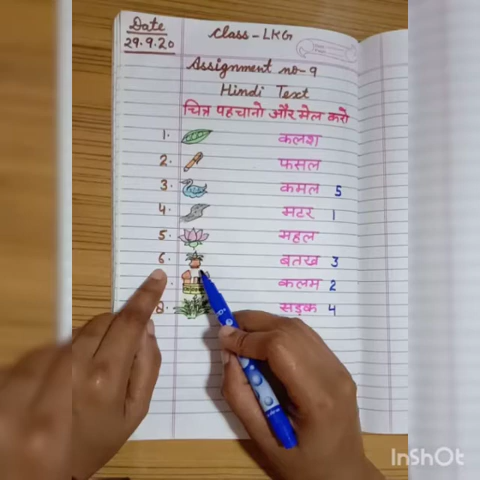 Date
29.9.20
Class - LKG
Assignment no - 9
Hindi Text
चित्र पहचानो और मेल करो
1. कलश
2. फसल
3. कमल 5
4. मटर 1
5. महल
6. बतख 3
कलम 2
8. सड़क 4
InShOt